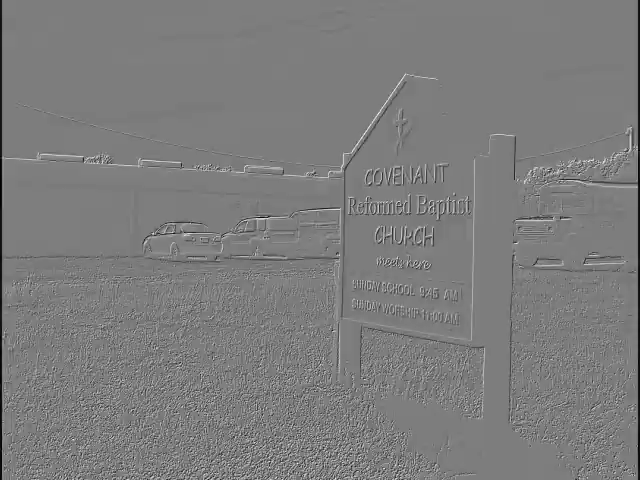 COVENANT
Reformed Baptist
CHURCH
meets here
SUNDAY SCHOOL 9:45 AM
SUNDAY WORSHIP 11:00 AM